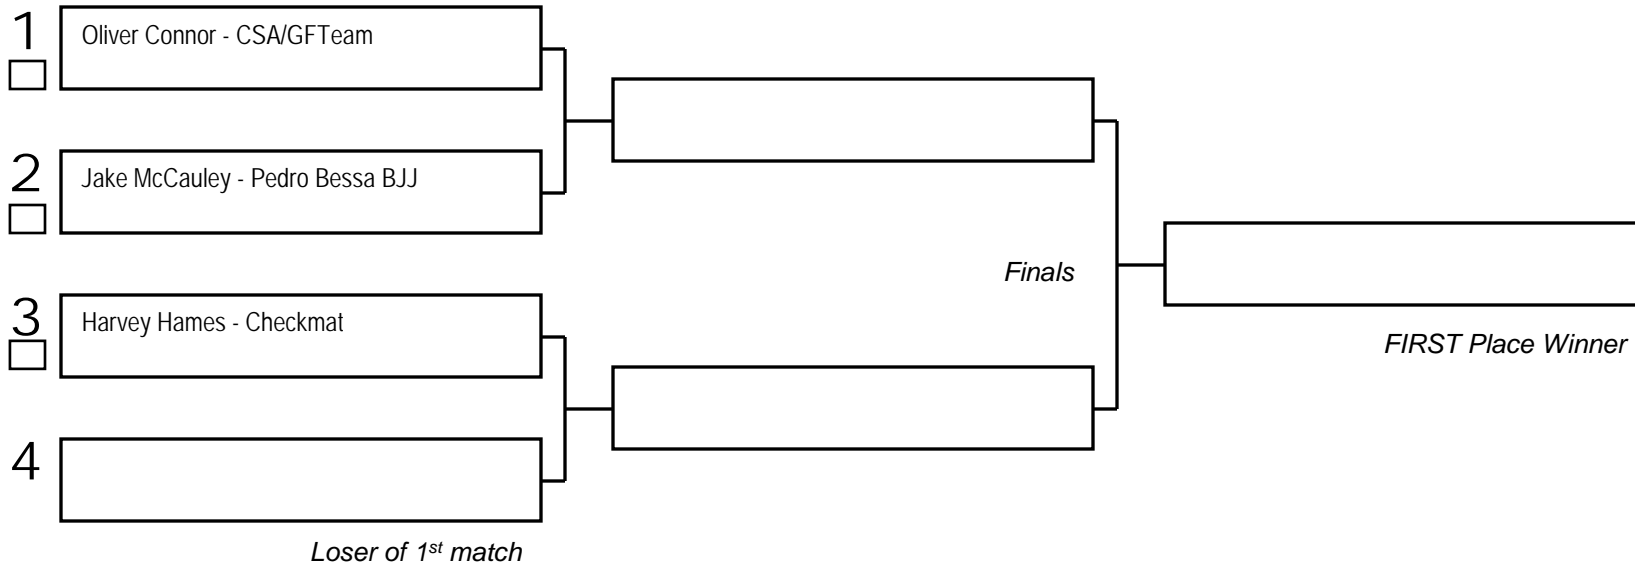 1
Oliver Connor - CSA/GFTeam
2
Jake McCauley - Pedro Bessa BJJ
Finals
3
Harvey Hames - Checkmat
FIRST Place Winner
4
Loser of 1st match